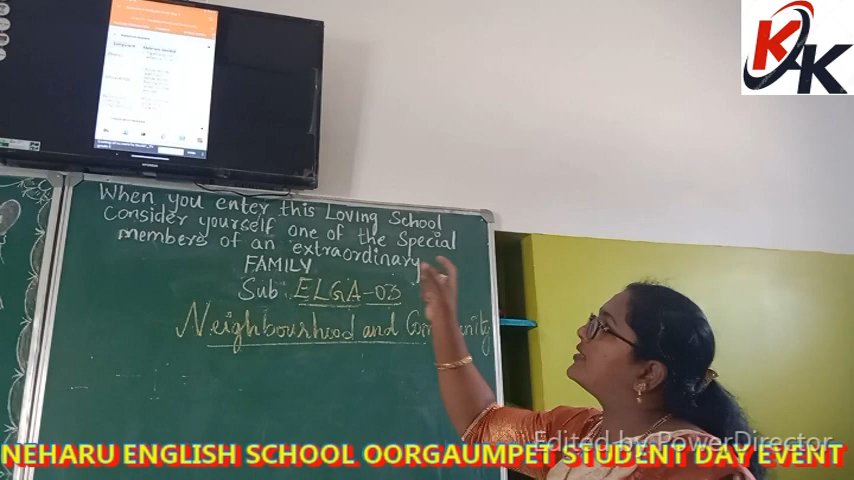 KAK
When you enter this Loving School
Consider yourself one of the Special
members of an extraordinary
FAMILY
Sub: ELGA-03
Neighbourhood and Community
Edited by PowerDirector
NEHARU ENGLISH SCHOOL OORGAUMPET STUDENT DAY EVENT